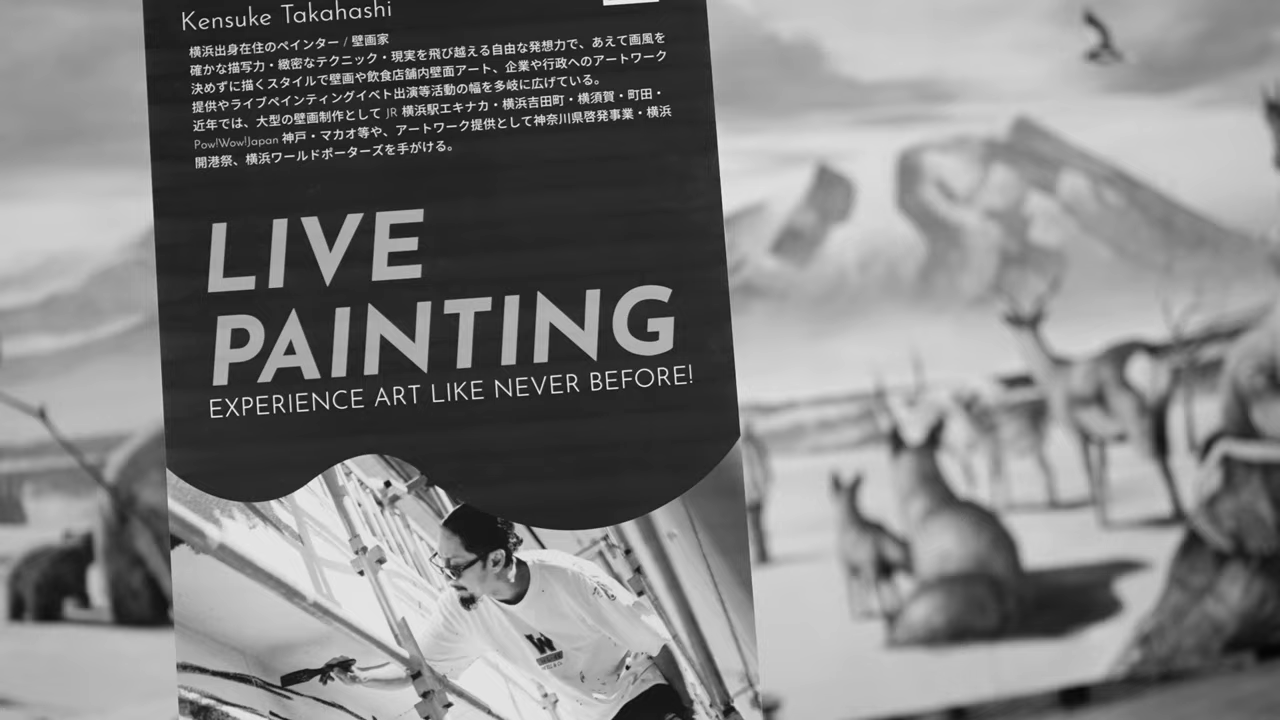 Kensuke Takahashi
横浜出身在住のペインター / 壁画家
確かな描写力・緻密なテクニック・現実を飛び越える自由な発想力で、あえて画風を
決めずに描くスタイルで壁画や飲食店舗内壁面アート、企業や行政へのアートワーク
提供やライブペインティングイベト出演等活動の幅を多岐に広げている。
近年では、大型の壁画制作として JR 横浜駅エキナカ・横浜吉田町・横須賀・町田・
Pow!Wow!Japan 神戸・マカオ等や、アートワーク提供として神奈川県啓発事業・横浜
開港祭、横浜ワールドポーターズを手がける。
LIVE
PAINTING
EXPERIENCE ART LIKE NEVER BEFORE!